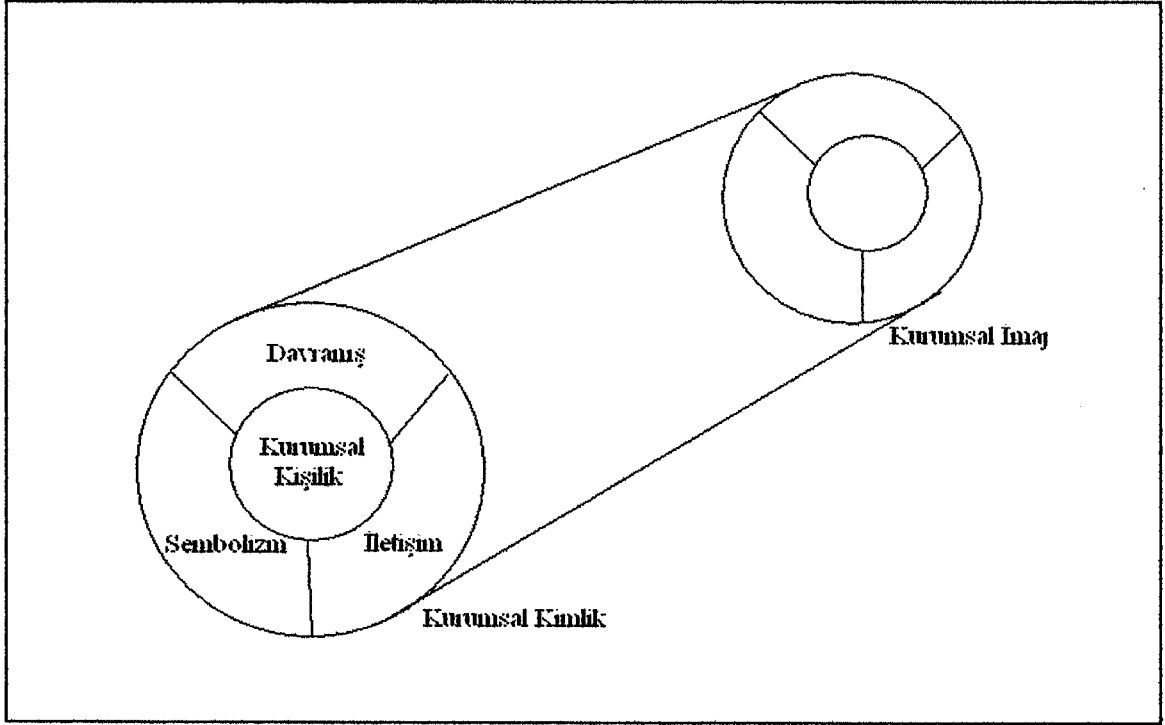 Kurumsal İmaj
Davranış
Kurumsal
Kişilik
Sembolizm
İletişim
Kurumsal Kimlik